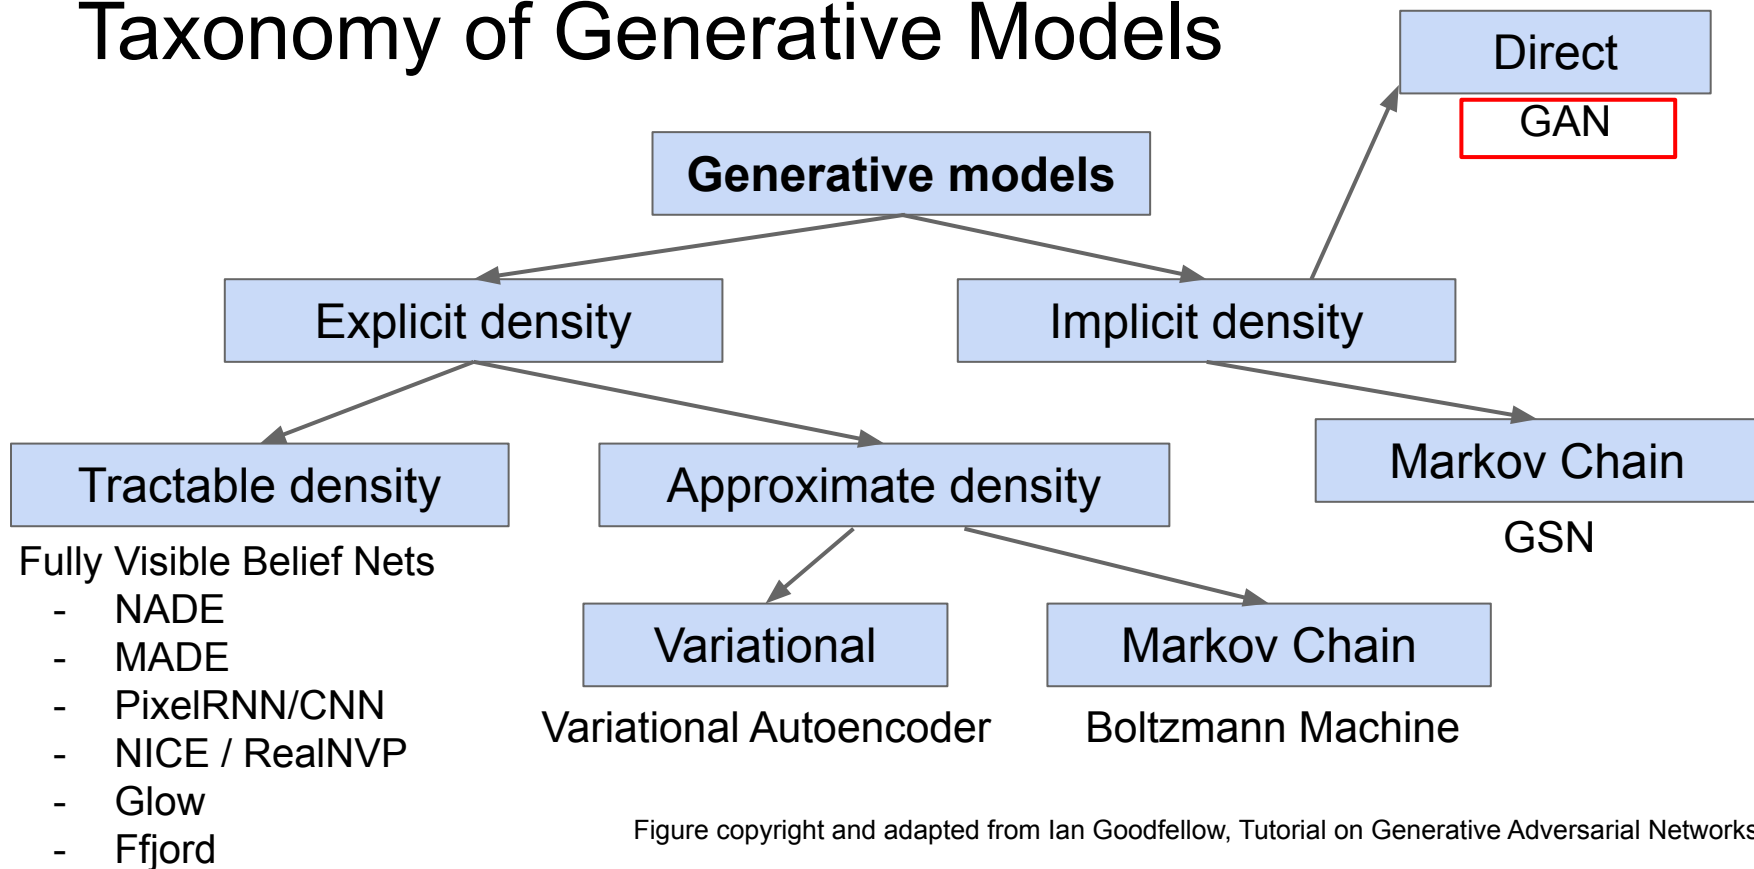 Taxonomy of Generative Models
Direct
GAN
Generative models
Explicit density
Implicit density
Tractable density
Approximate density
Markov Chain
GSN
Fully Visible Belief Nets
- NADE
- MADE
- PixelRNN/CNN
- NICE / RealNVP
- Glow
- Ffjord
Variational
Markov Chain
Variational Autoencoder
Boltzmann Machine
Figure copyright and adapted from Ian Goodfellow, Tutorial on Generative Adversarial Networks